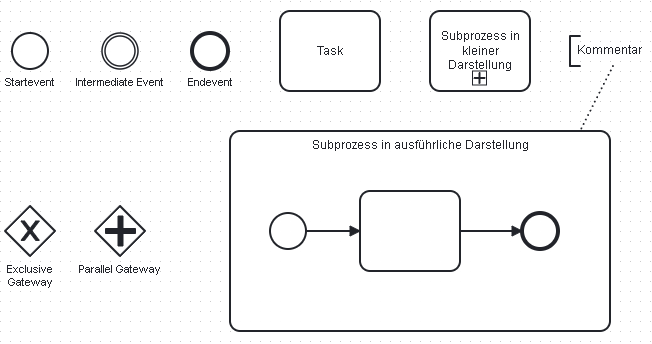 Startevent
Intermediate Event
Endevent
Task
Subprozess in
kleiner
Darstellung
Kommentar
Subprozess in ausführliche Darstellung
X
Exclusive
Gateway
Parallel Gateway